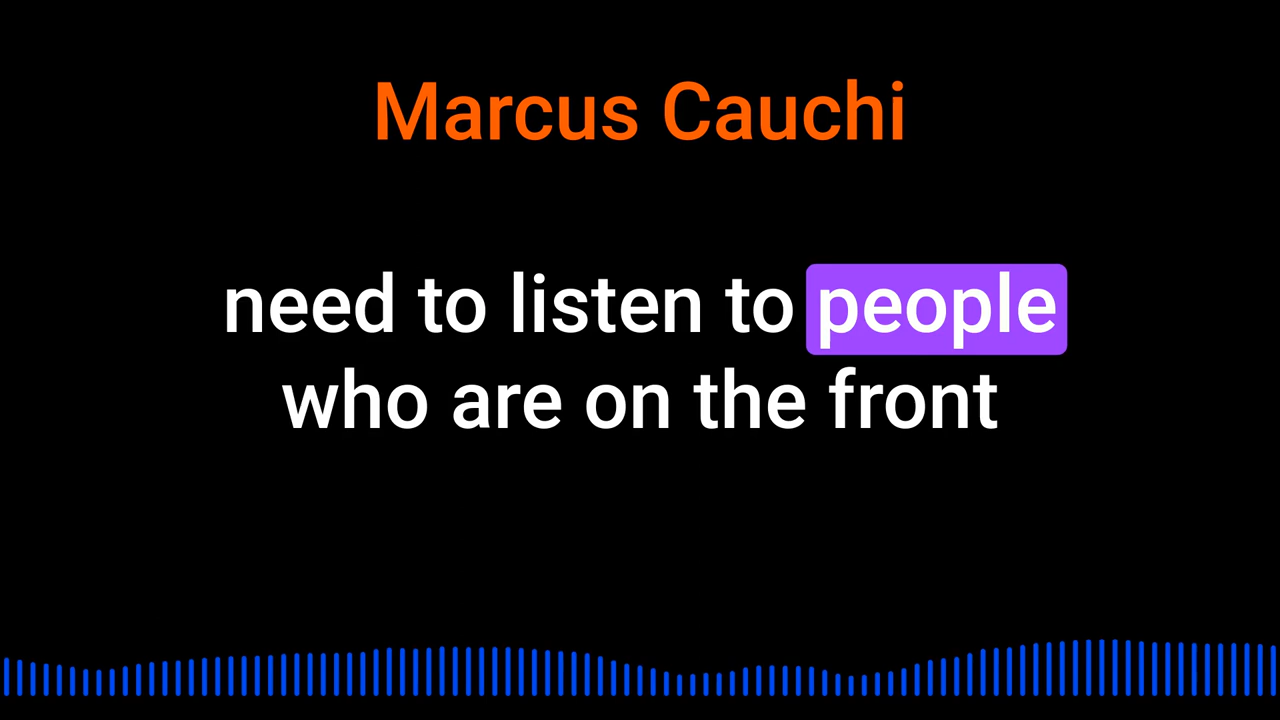 Marcus Cauchi
need to listen to people
who are on the front